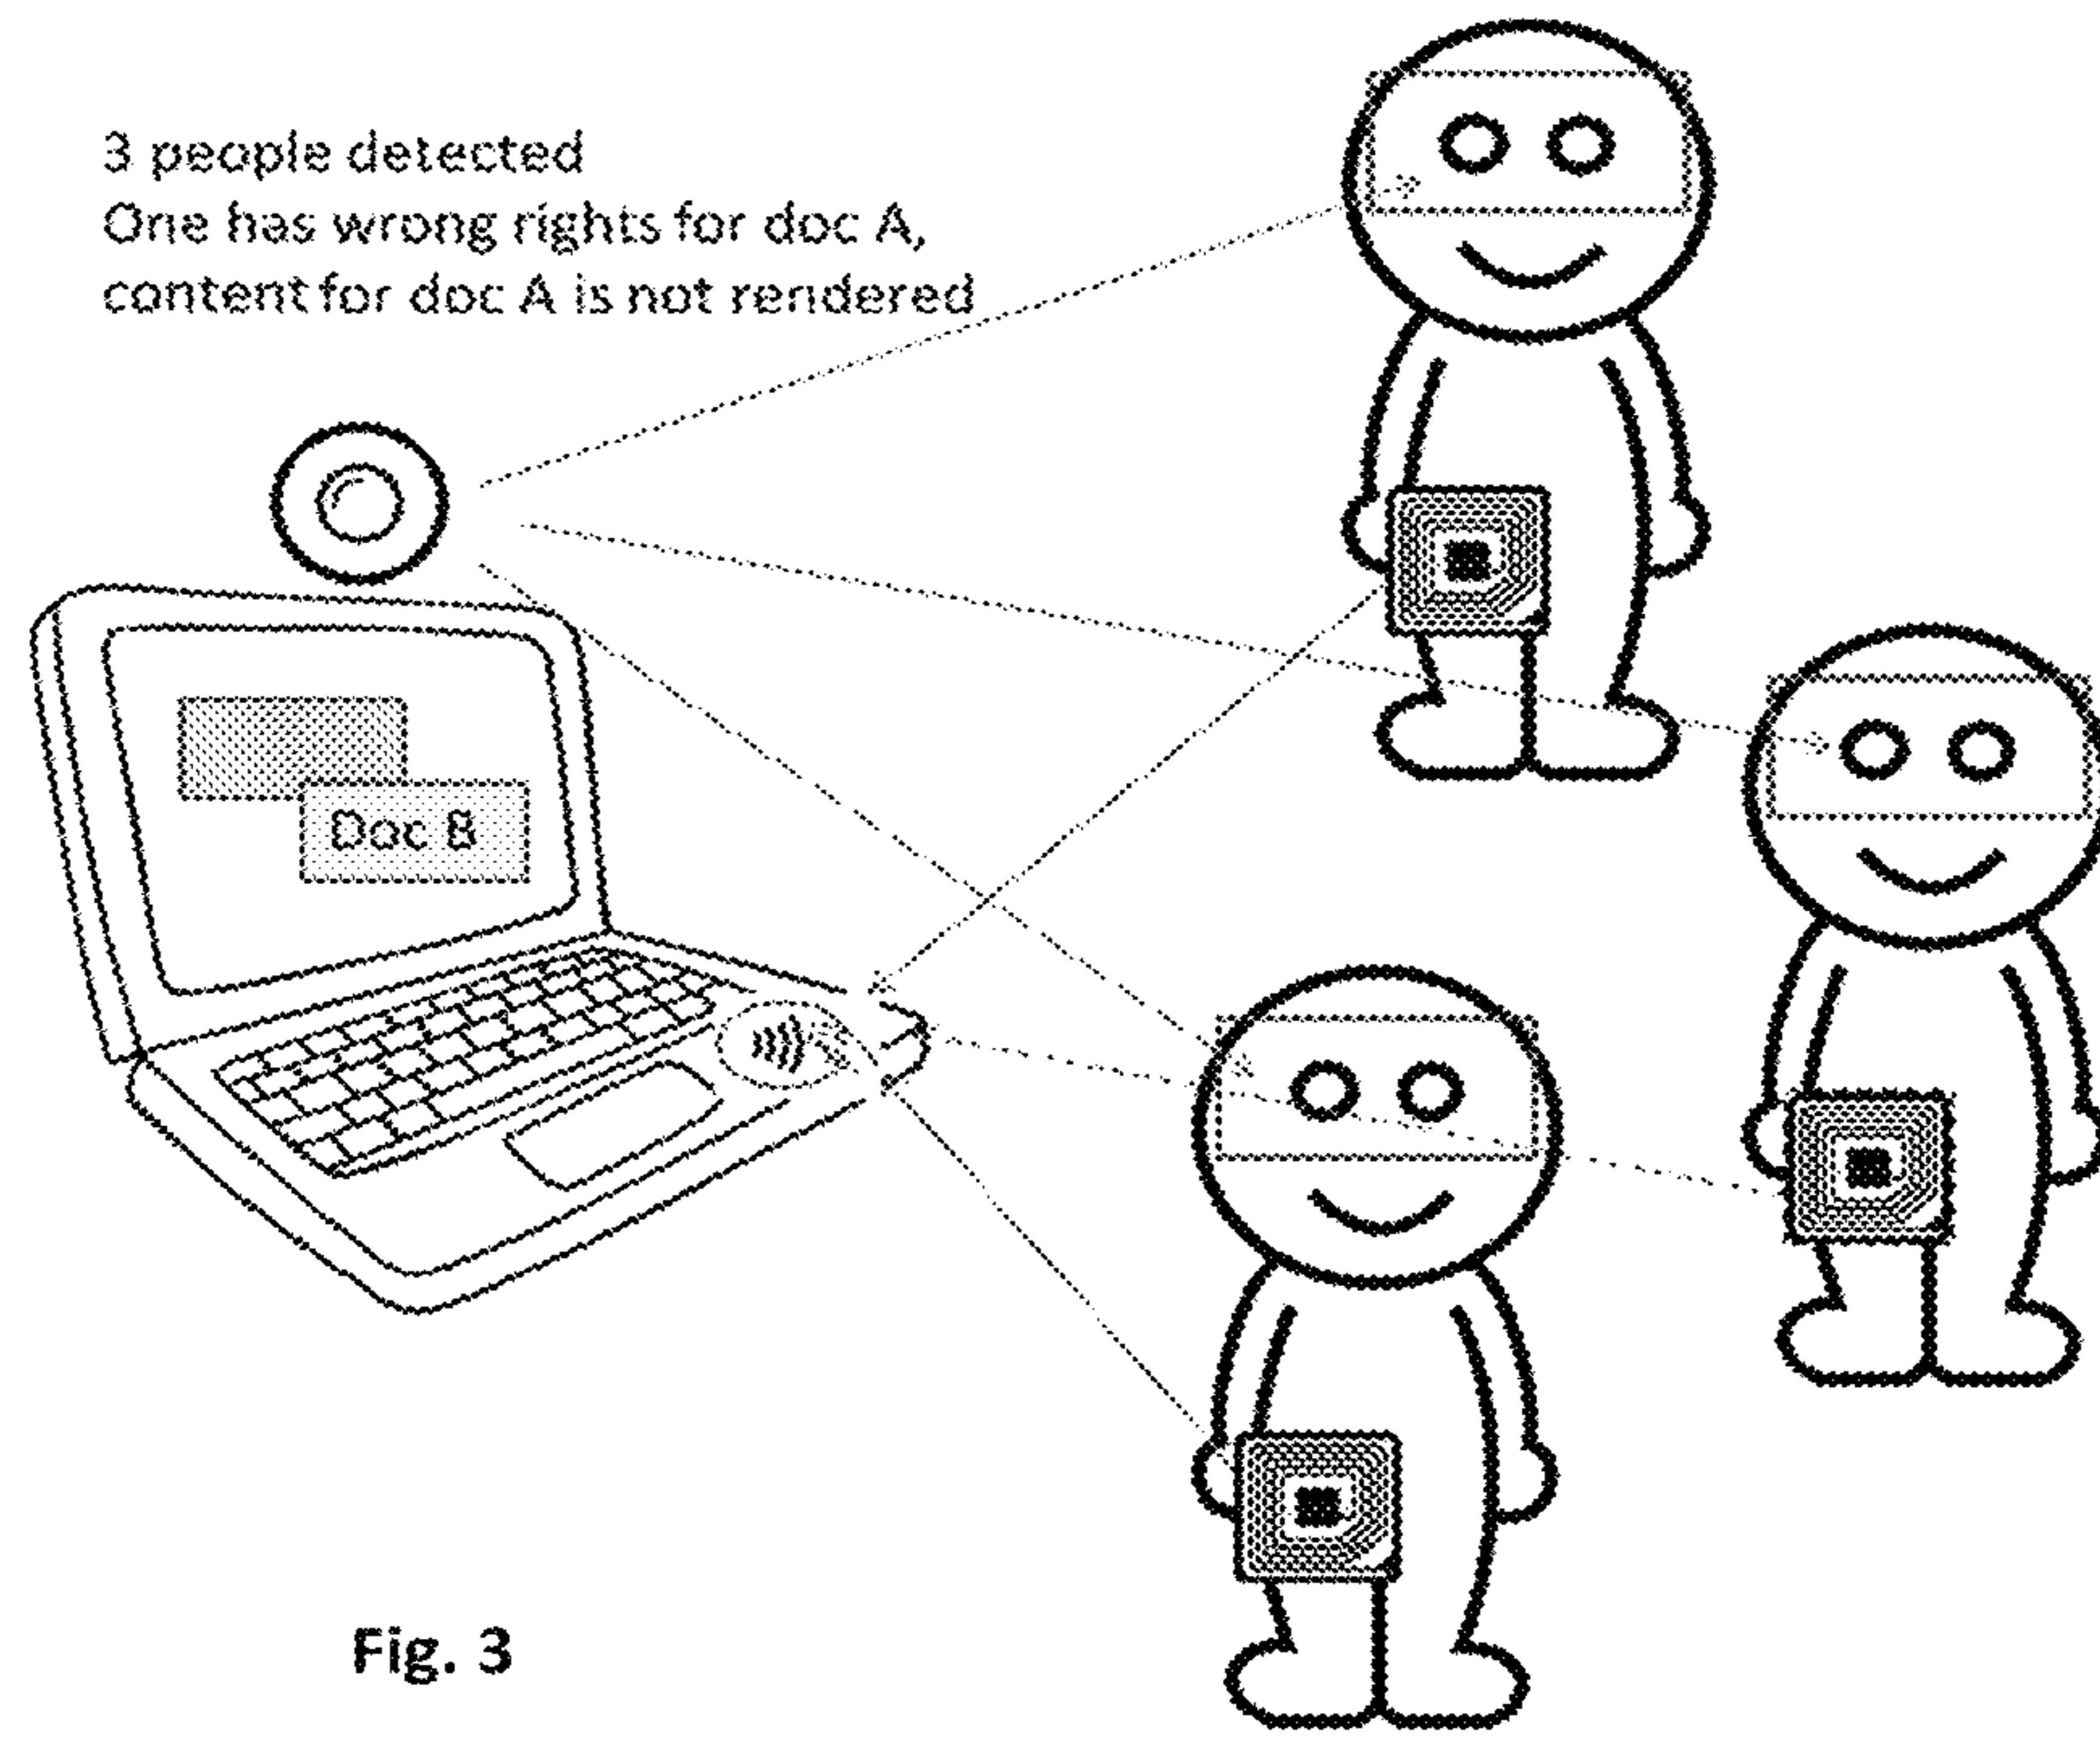 3 people detected
One has wrong rights for doc A,
content for doc A is not rendered
Doc B
Fig. 3